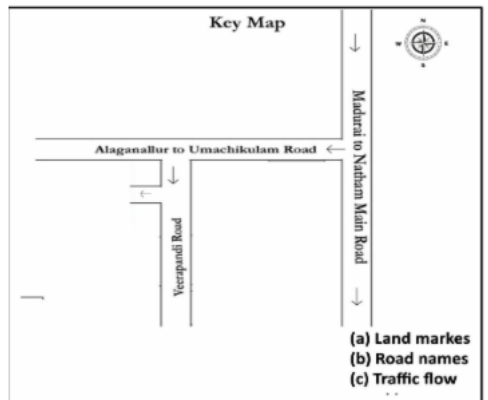 Key Map
N
W E
S
Alaganallur to Umachikulam Road
Madurai to Natham Main Road
Veerapandi Road
(a) Land markes
(b) Road names
(c) Traffic flow